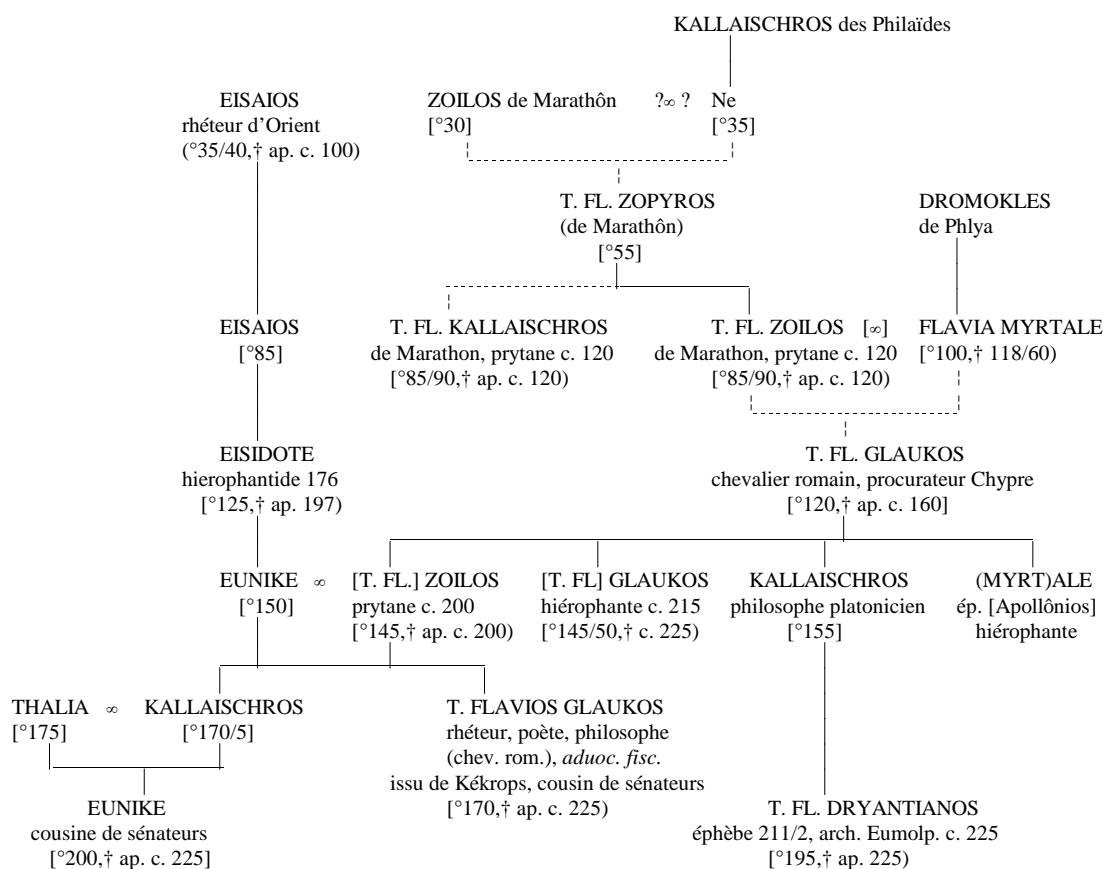 KALLAISCHROS des Philaïdes
EISAIOS ZOILOS de Marathôn ?∞ ? Ne
rhéteur d’Orient [°30] [°35]
(°35/40,† ap. c. 100)
T. FL. ZOPYROS DROMOKLES
(de Marathôn) de Phlya
[°55]
EISAIOS T. FL. KALLAISCHROS T. FL. ZOILOS [∞] FLAVIA MYRTALE
[°85] de Marathon, prytane c. 120 de Marathon, prytane c. 120 [°100,† 118/60)
[°85/90,† ap. c. 120) [°85/90,† ap. c. 120)
EISIDOTE T. FL. GLAUKOS
hierophantide 176 chevalier romain, procurateur Chypre
[°125,† ap. 197) [°120,† ap. c. 160]
EUNIKE ∞ [T. FL.] ZOILOS [T. FL] GLAUKOS KALLAISCHROS (MYRT)ALE
[°150] prytane c. 200 hiérophante c. 215 philosophe platonicien ép. [Apollônios]
[°145,† ap. c. 200) [°145/50,† c. 225) [°155] hiérophante
THALIA ∞ KALLAISCHROS T. FLAVIOS GLAUKOS
[°175] [°170/5] rhéteur, poète, philosophe
(chev. rom.), aduoc. fisc.
issu de Kékrops, cousin de sénateurs
EUNIKE [°170,† ap. c. 225) T. FL. DRYANTIANOS
cousine de sénateurs éphèbe 211/2, arch. Eumolp. c. 225
[°200,† ap. c. 225] [°195,† ap. 225)